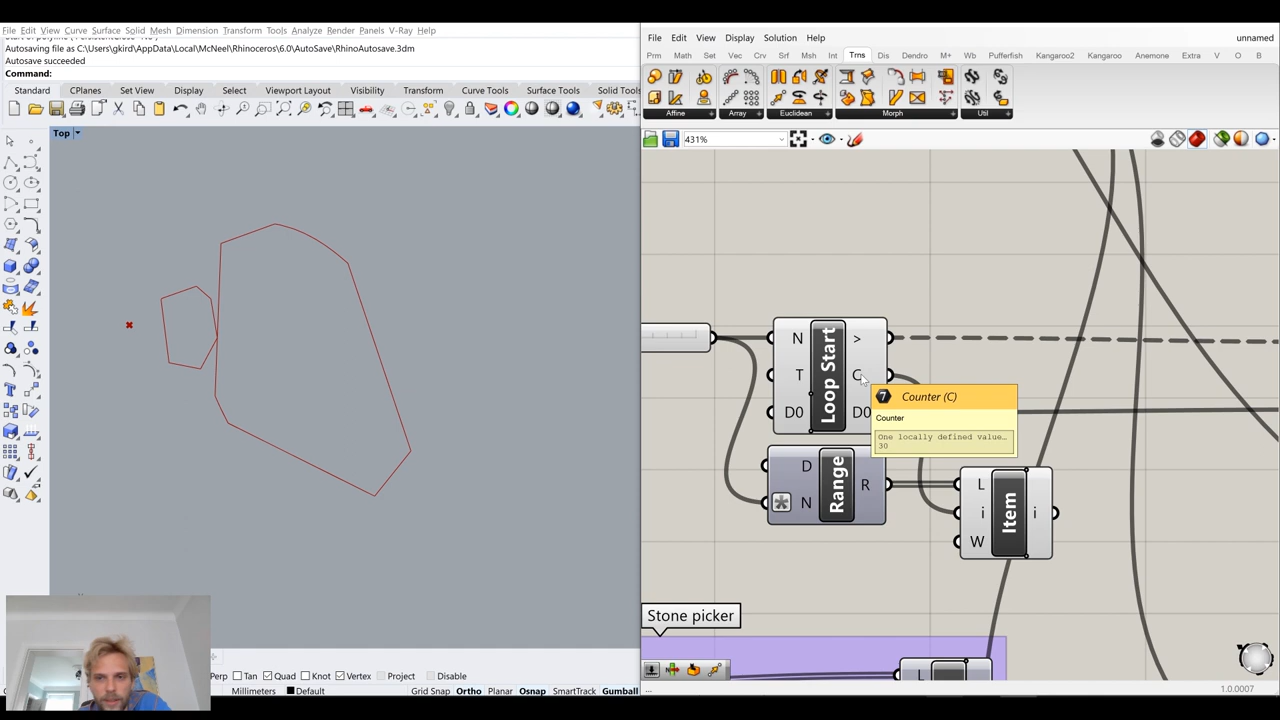 File Edit View Curve Surface Solid Mesh Dimension Transform Tools Analyze Render Panels V-Ray Help
Autosaving file as C:\Users\gkird\AppData\Local\McNeel\Rhinoceros\6.0\AutoSave\RhinoAutosave.3dm
Autosave succeeded
Command:
Standard CPlanes Set View Display Select Viewport Layout Visibility Transform Curve Tools Surface Tools Solid Tools
Top
Perp Tan Quad Knot Vertex Project Disable
Millimeters Default Grid Snap Ortho Planar Osnap SmartTrack Gumball
File Edit View Display Solution Help unnamed
Prm Math Set Vec Crv Srf Msh Int Trns Dis Dendro M+ Wb Pufferfish Kangaroo2 Kangaroo Anemone Extra V O B
Affine Array Euclidean Morph Util
431%
N T D0 Loop Start > C D0
Counter (C)
Counter
One locally defined value…
30
D N Range R
L i W Item i
Stone picker
L
...
1.0.0007